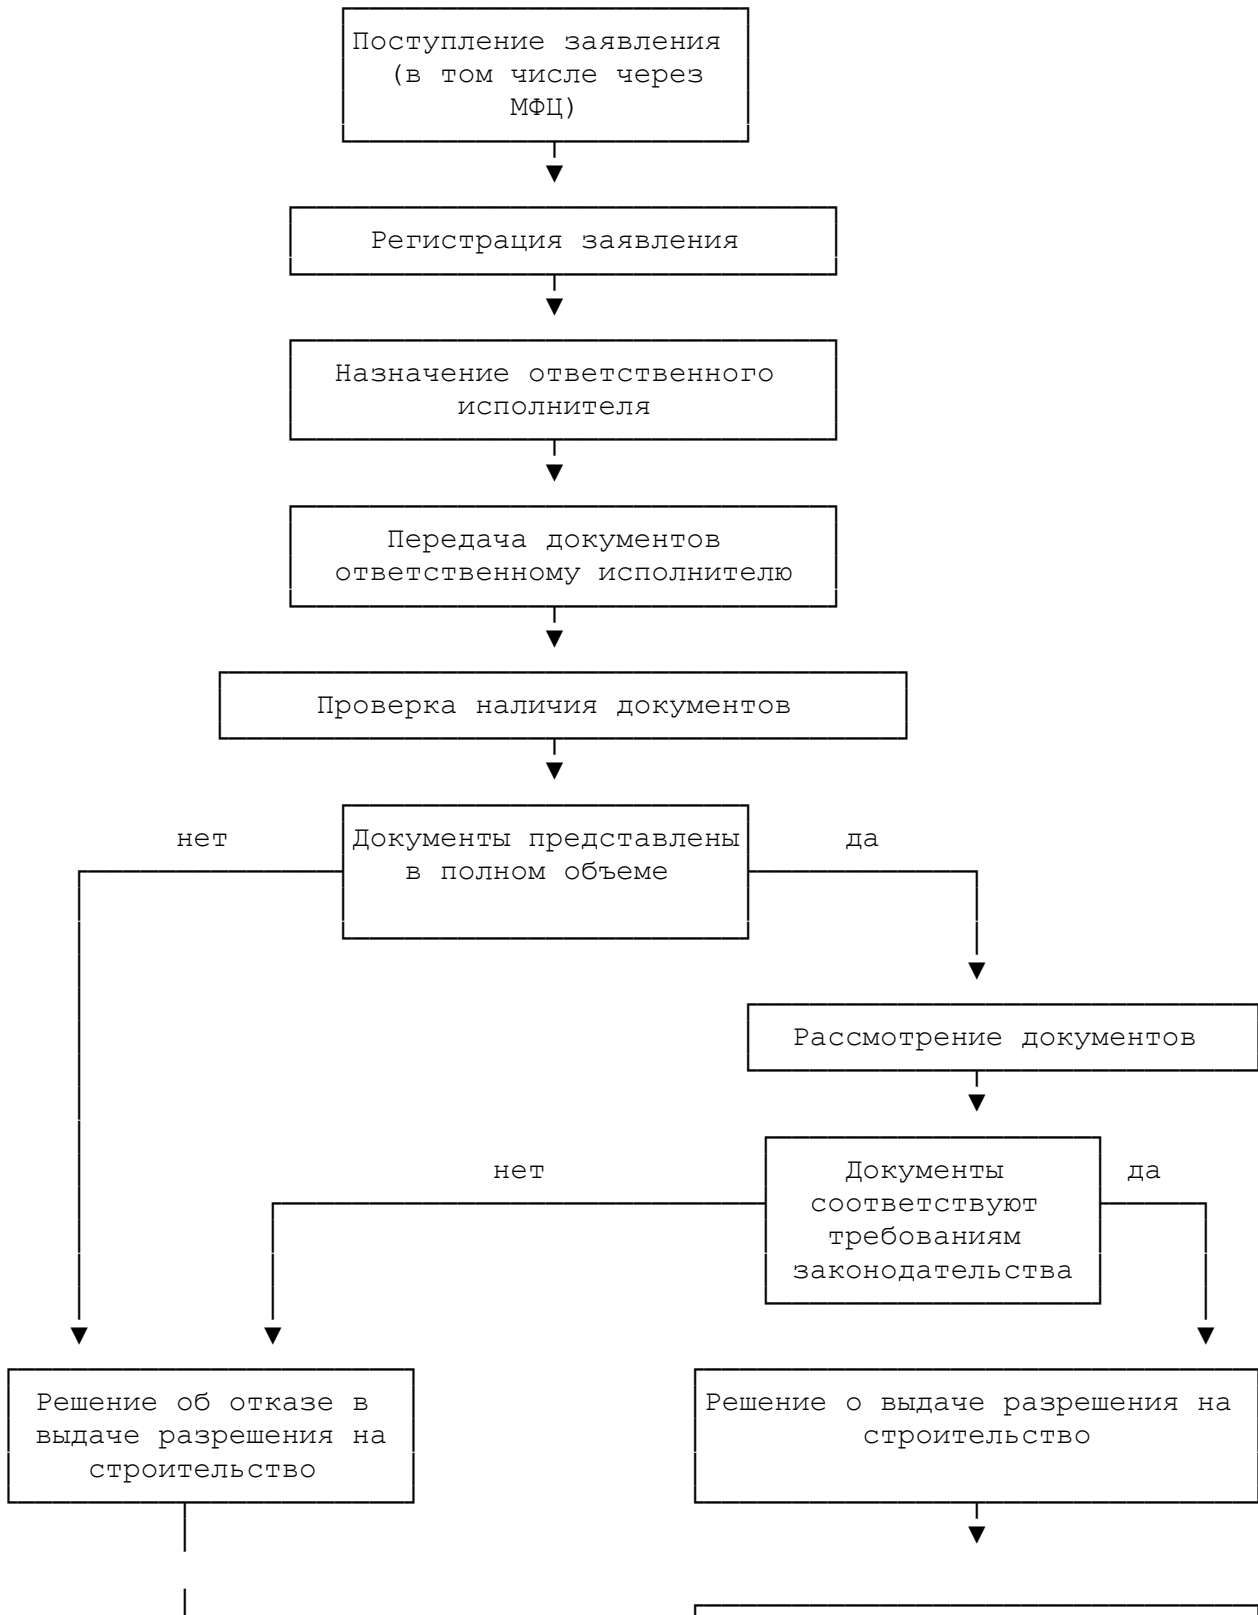 Поступление заявления
(в том числе через
МФЦ)
Регистрация заявления
Назначение ответственного
исполнителя
Передача документов
ответственному исполнителю
Проверка наличия документов
нет
Документы представлены
в полном объеме
да
Рассмотрение документов
нет
Документы
соответствуют
требованиям
законодательства
да
Решение об отказе в
выдаче разрешения на
строительство
Решение о выдаче разрешения на
строительство